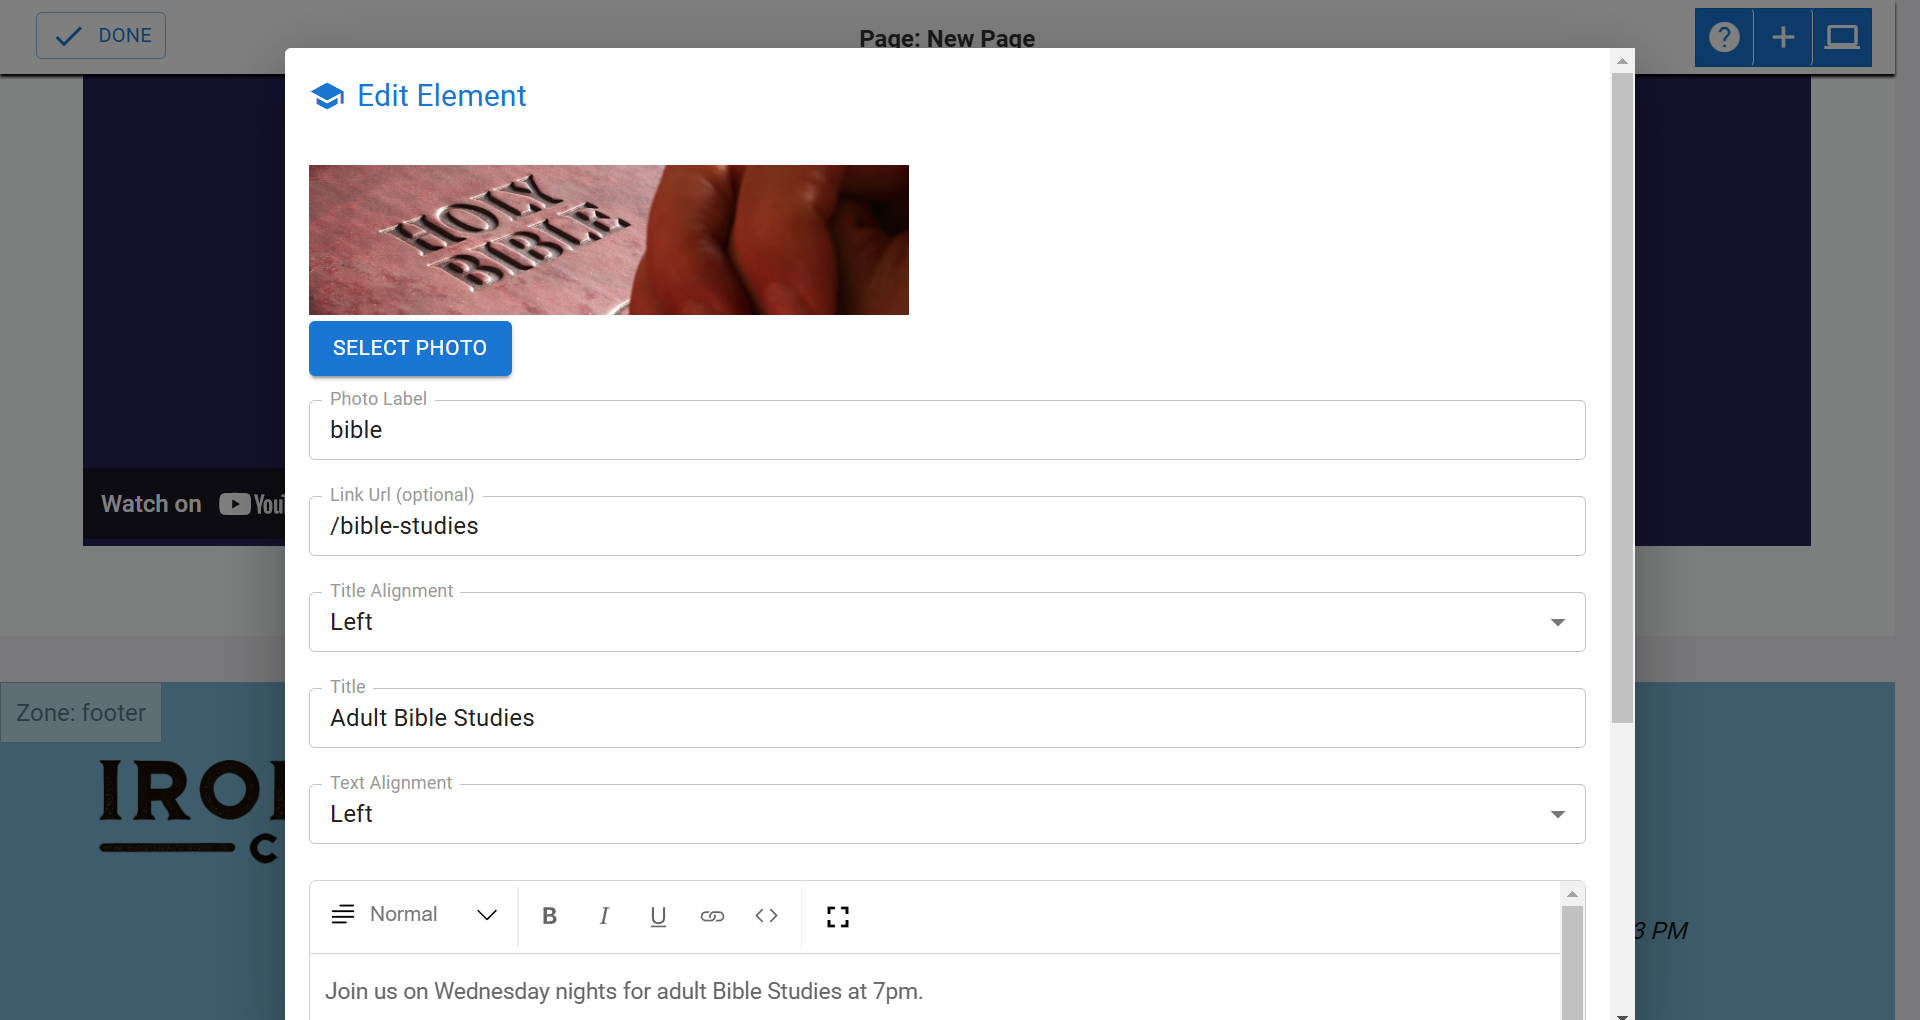 DONE
Page: New Page
?
Edit Element
HOLY
BIBLE
SELECT PHOTO
Photo Label
bible
Watch on
Link Url (optional)
/bible-studies
Title Alignment
Left
Title
Adult Bible Studies
Zone: footer
Text Alignment
Left
Normal
B I U <>
3 PM
Join us on Wednesday nights for adult Bible Studies at 7pm.